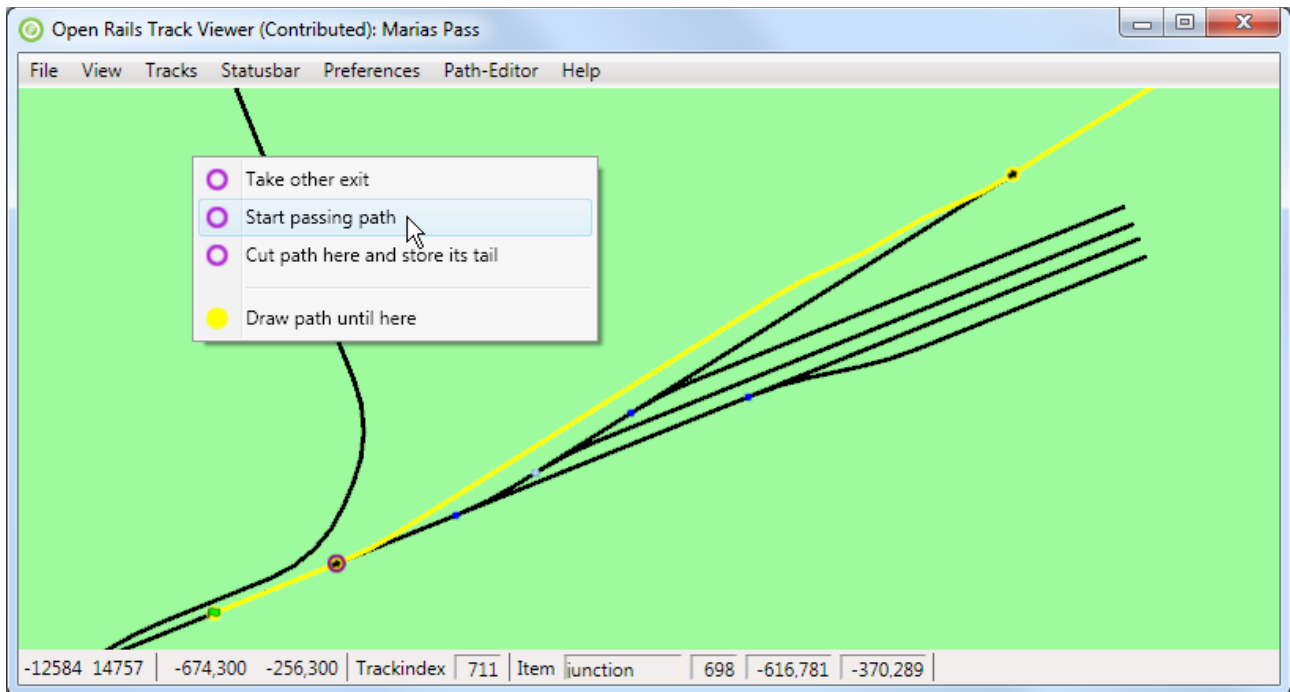 Open Rails Track Viewer (Contributed): Marias Pass
File View Tracks Statusbar Preferences Path-Editor Help
Take other exit
Start passing path
Cut path here and store its tail
Draw path until here
-12584 14757 -674,300 -256,300 Trackindex 711 Item junction 698 -616,781 -370,289